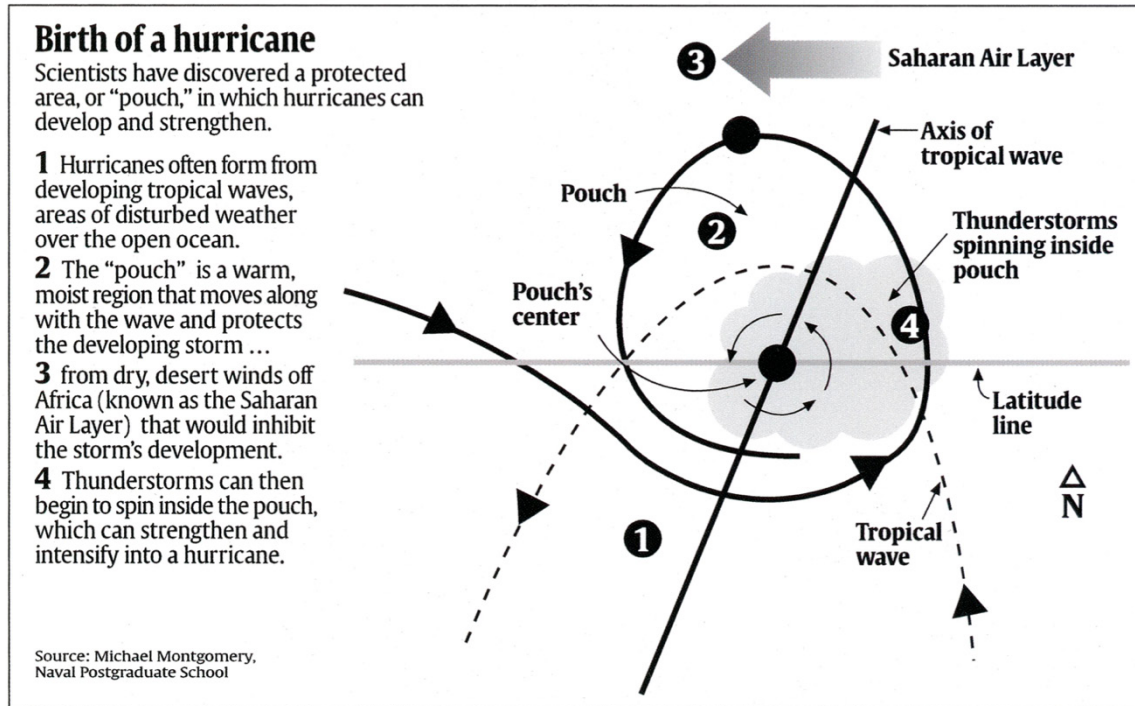 Birth of a hurricane
Scientists have discovered a protected
area, or “pouch,” in which hurricanes can
develop and strengthen.
1 Hurricanes often form from
developing tropical waves,
areas of disturbed weather
over the open ocean.
2 The “pouch” is a warm,
moist region that moves along
with the wave and protects
the developing storm ...
3 from dry, desert winds off
Africa (known as the Saharan
Air Layer) that would inhibit
the storm’s development.
4 Thunderstorms can then
begin to spin inside the pouch,
which can strengthen and
intensify into a hurricane.
Source: Michael Montgomery,
Naval Postgraduate School
3
Saharan Air Layer
Axis of
tropical wave
Pouch
2
Thunderstorms
spinning inside
pouch
Pouch’s
center
4
Latitude
line
N
1
Tropical
wave